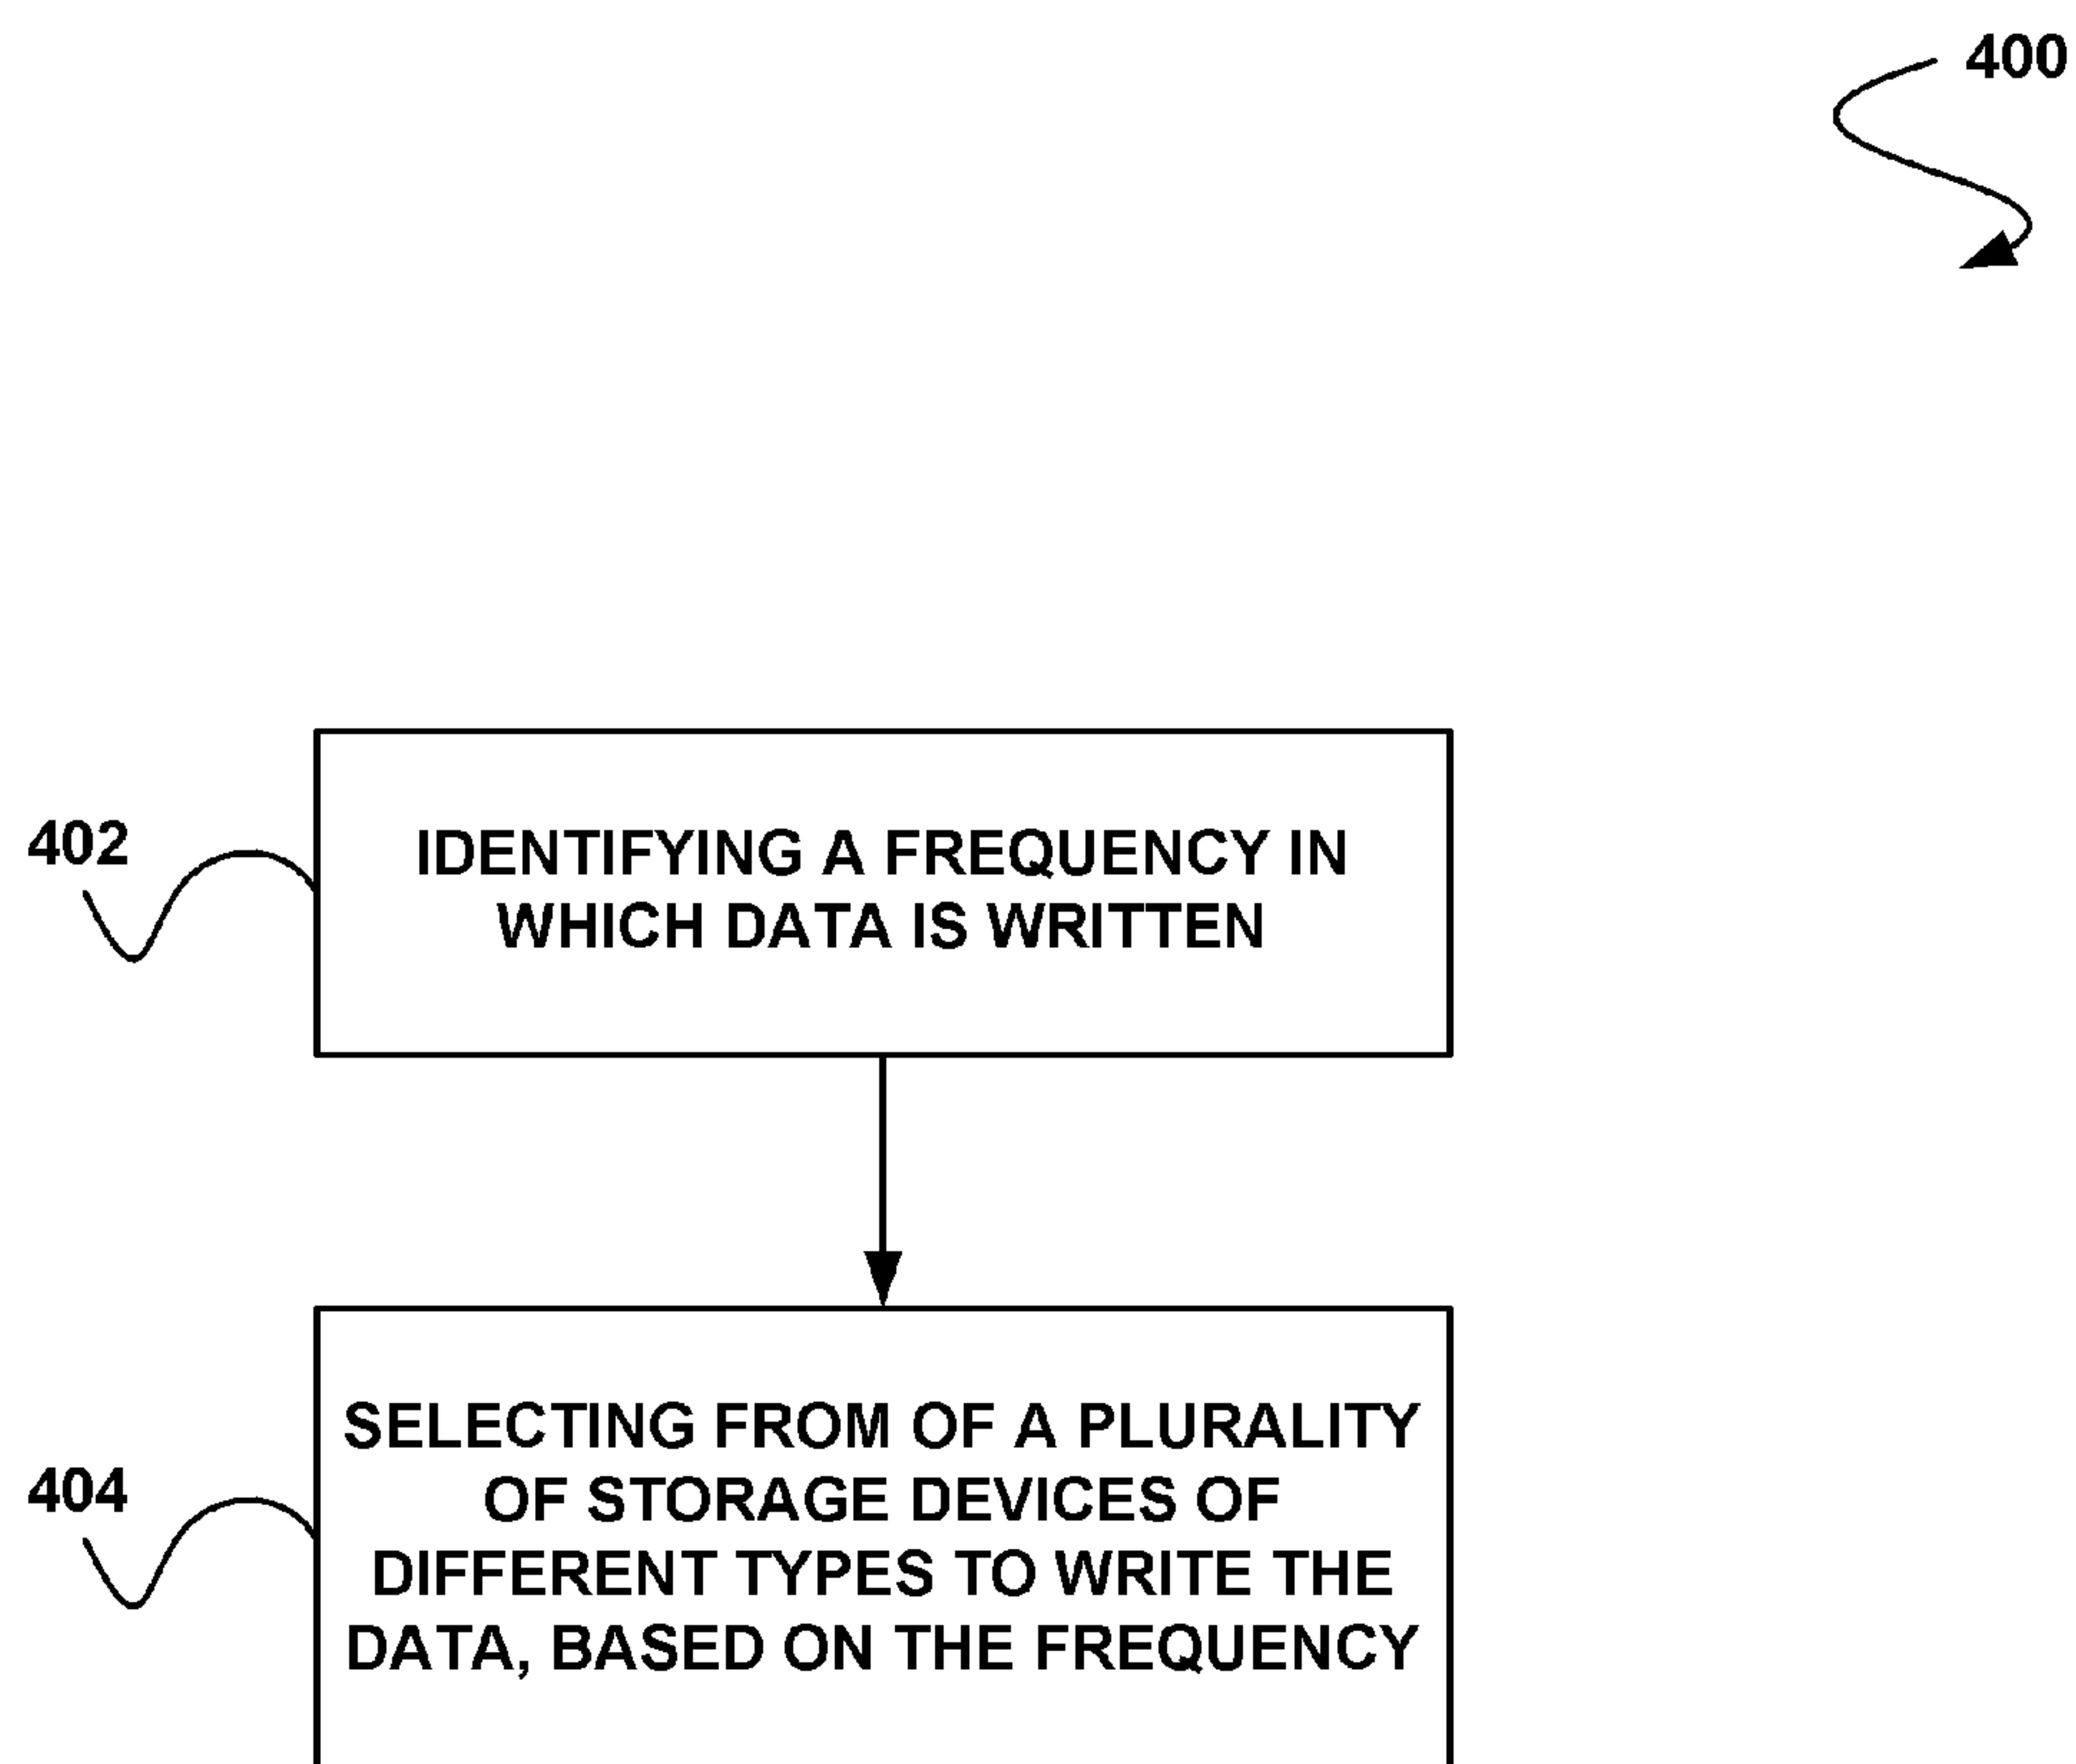 400
402
IDENTIFYING A FREQUENCY IN
WHICH DATA IS WRITTEN
404
SELECTING FROM OF A PLURALITY
OF STORAGE DEVICES OF
DIFFERENT TYPES TO WRITE THE
DATA, BASED ON THE FREQUENCY